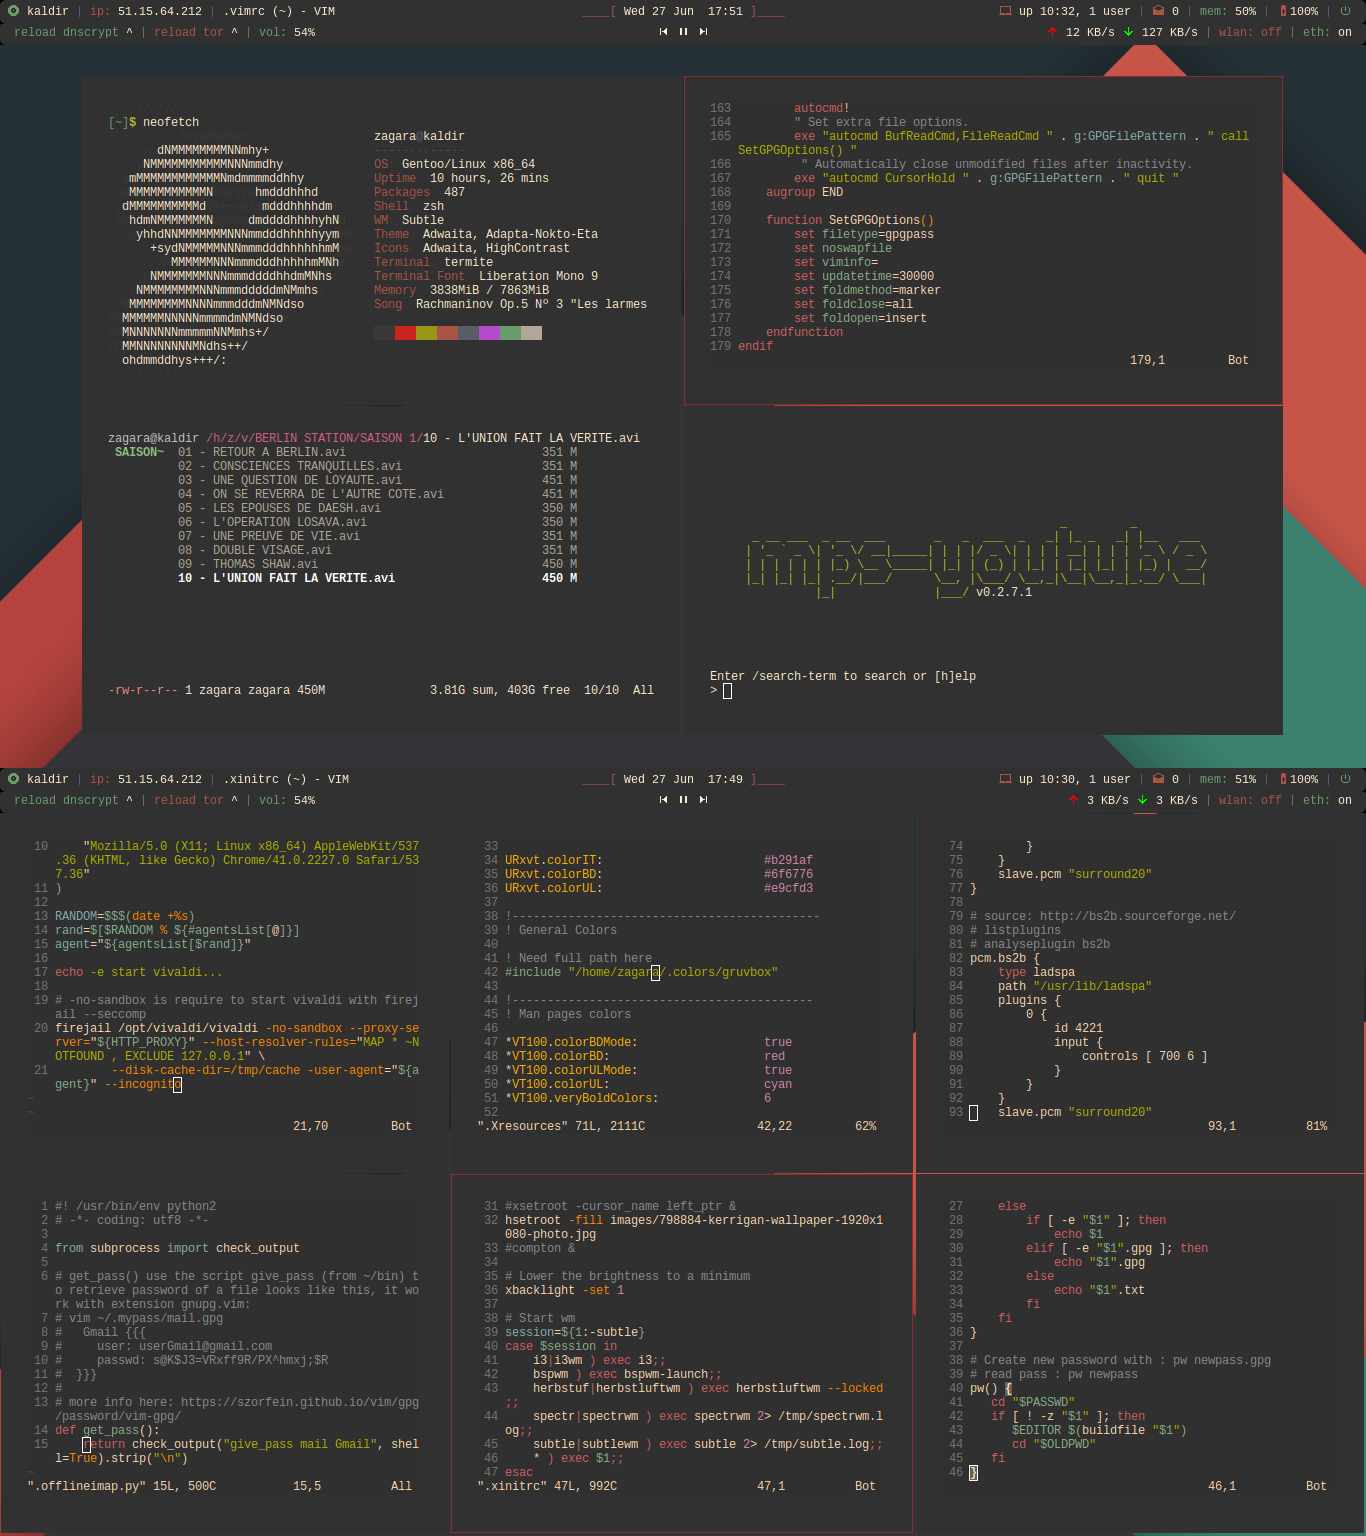 kaldir | ip: 51.15.64.212 | .vimrc (~) - VIM
____[ Wed 27 Jun  17:51 ]____
up 10:32, 1 user | 0 | mem: 50% | 100% |
reload dnscrypt ^ | reload tor ^ | vol: 54%
12 KB/s 127 KB/s | wlan: off | eth: on
[~]$ neofetch
zagara@kaldir
-------------
OS  Gentoo/Linux x86_64
Uptime  10 hours, 26 mins
Packages  487
Shell  zsh
WM  Subtle
Theme  Adwaita, Adapta-Nokto-Eta
Icons  Adwaita, HighContrast
Terminal  termite
Terminal Font  Liberation Mono 9
Memory  3838MiB / 7863MiB
Song  Rachmaninov Op.5 Nº 3 "Les larmes
dNMMMMMMMMNNmhy+
NMMMMMMMMMMMNNNmmdhy
mMMMMMMMMMMMMNmdmmmmddhhy
MMMMMMMMMMMN      hmdddhhhd
dMMMMMMMMMMd        mdddhhhhdm
hdmNMMMMMMMN     dmddddhhhhyhN
yhhdNNMMMMMMMNNNmmdddhhhhhyym
+sydNMMMMMNNNmmmdddhhhhhhmM
MMMMMMNNNmmmdddhhhhhmMNh
NMMMMMMMNNNmmmddddhhdmMNhs
NMMMMMMMMNNNmmmdddddmNMmhs
MMMMMMMMNNNNmmmdddmNMNdso
MMMMMMNNNNNmmmmdmNMNdso
MNNNNNNNmmmmmNNMmhs+/
MMNNNNNNNNMNdhs++/
ohdmmddhys+++/:
163         autocmd!
164         " Set extra file options.
165         exe "autocmd BufReadCmd,FileReadCmd " . g:GPGFilePattern . " call
SetGPGOptions() "
166          " Automatically close unmodified files after inactivity.
167         exe "autocmd CursorHold " . g:GPGFilePattern . " quit "
168     augroup END
169
170     function SetGPGOptions()
171         set filetype=gpgpass
172         set noswapfile
173         set viminfo=
174         set updatetime=30000
175         set foldmethod=marker
176         set foldclose=all
177         set foldopen=insert
178     endfunction
179 endif
179,1         Bot
zagara@kaldir /h/z/v/BERLIN STATION/SAISON 1/10 - L'UNION FAIT LA VERITE.avi
SAISON~  01 - RETOUR A BERLIN.avi  351 M
02 - CONSCIENCES TRANQUILLES.avi  351 M
03 - UNE QUESTION DE LOYAUTE.avi  451 M
04 - ON SE REVERRA DE L'AUTRE COTE.avi  451 M
05 - LES EPOUSES DE DAESH.avi  350 M
06 - L'OPERATION LOSAVA.avi  350 M
07 - UNE PREUVE DE VIE.avi  351 M
08 - DOUBLE VISAGE.avi  351 M
09 - THOMAS SHAW.avi  450 M
10 - L'UNION FAIT LA VERITE.avi  450 M
-rw-r--r-- 1 zagara zagara 450M  3.81G sum, 403G free  10/10  All
mps-youtube
v0.2.7.1
Enter /search-term to search or [h]elp
>
kaldir | ip: 51.15.64.212 | .xinitrc (~) - VIM
____[ Wed 27 Jun  17:49 ]____
up 10:30, 1 user | 0 | mem: 51% | 100% |
reload dnscrypt ^ | reload tor ^ | vol: 54%
3 KB/s 3 KB/s | wlan: off | eth: on
10     "Mozilla/5.0 (X11; Linux x86_64) AppleWebKit/537
.36 (KHTML, like Gecko) Chrome/41.0.2227.0 Safari/53
7.36"
11 )
12
13 RANDOM=$$$(date +%s)
14 rand=$[$RANDOM % ${#agentsList[@]}]
15 agent="${agentsList[$rand]}"
16
17 echo -e start vivaldi...
18
19 # -no-sandbox is require to start vivaldi with firej
ail --seccomp
20 firejail /opt/vivaldi/vivaldi -no-sandbox --proxy-se
rver="${HTTP_PROXY}" --host-resolver-rules="MAP * ~N
OTFOUND , EXCLUDE 127.0.0.1" \
21         --disk-cache-dir=/tmp/cache -user-agent="${a
gent}" --incognito
~
~
21,70         Bot
33
34 URxvt.colorIT:  #b291af
35 URxvt.colorBD:  #6f6776
36 URxvt.colorUL:  #e9cfd3
37
38 !--------------------------------------------
39 ! General Colors
40
41 ! Need full path here
42 #include "/home/zagara/.colors/gruvbox"
43
44 !-------------------------------------------
45 ! Man pages colors
46
47 *VT100.colorBDMode:  true
48 *VT100.colorBD:  red
49 *VT100.colorULMode:  true
50 *VT100.colorUL:  cyan
51 *VT100.veryBoldColors:  6
52
".Xresources" 71L, 2111C  42,22  62%
74         }
75     }
76     slave.pcm "surround20"
77 }
78
79 # source: http://bs2b.sourceforge.net/
80 # listplugins
81 # analyseplugin bs2b
82 pcm.bs2b {
83     type ladspa
84     path "/usr/lib/ladspa"
85     plugins {
86         0 {
87             id 4221
88             input {
89                 controls [ 700 6 ]
90             }
91         }
92     }
93     slave.pcm "surround20"
93,1         81%
1 #! /usr/bin/env python2
2 # -*- coding: utf8 -*-
3
4 from subprocess import check_output
5
6 # get_pass() use the script give_pass (from ~/bin) t
o retrieve password of a file looks like this, it wo
rk with extension gnupg.vim:
7 # vim ~/.mypass/mail.gpg
8 #   Gmail {{{
9 #     user: userGmail@gmail.com
10 #     passwd: s@K$J3=VRxff9R/PX^hmxj;$R
11 #  }}}
12 #
13 # more info here: https://szorfein.github.io/vim/gpg
/password/vim-gpg/
14 def get_pass():
15     return check_output("give_pass mail Gmail", shel
l=True).strip("\n")
~
".offlineimap.py" 15L, 500C  15,5  All
31 #xsetroot -cursor_name left_ptr &
32 hsetroot -fill images/798884-kerrigan-wallpaper-1920x1
080-photo.jpg
33 #compton &
34
35 # Lower the brightness to a minimum
36 xbacklight -set 1
37
38 # Start wm
39 session=${1:-subtle}
40 case $session in
41     i3|i3wm ) exec i3;;
42     bspwm ) exec bspwm-launch;;
43     herbstuf|herbstluftwm ) exec herbstluftwm --locked
;;
44     spectr|spectrwm ) exec spectrwm 2> /tmp/spectrwm.l
og;;
45     subtle|subtlewm ) exec subtle 2> /tmp/subtle.log;;
46     * ) exec $1;;
47 esac
".xinitrc" 47L, 992C  47,1  Bot
27     else
28         if [ -e "$1" ]; then
29             echo $1
30         elif [ -e "$1".gpg ]; then
31             echo "$1".gpg
32         else
33             echo "$1".txt
34         fi
35     fi
36 }
37
38 # Create new password with : pw newpass.gpg
39 # read pass : pw newpass
40 pw() {
41    cd "$PASSWD"
42    if [ ! -z "$1" ]; then
43       $EDITOR $(buildfile "$1")
44       cd "$OLDPWD"
45    fi
46 }
46,1         Bot